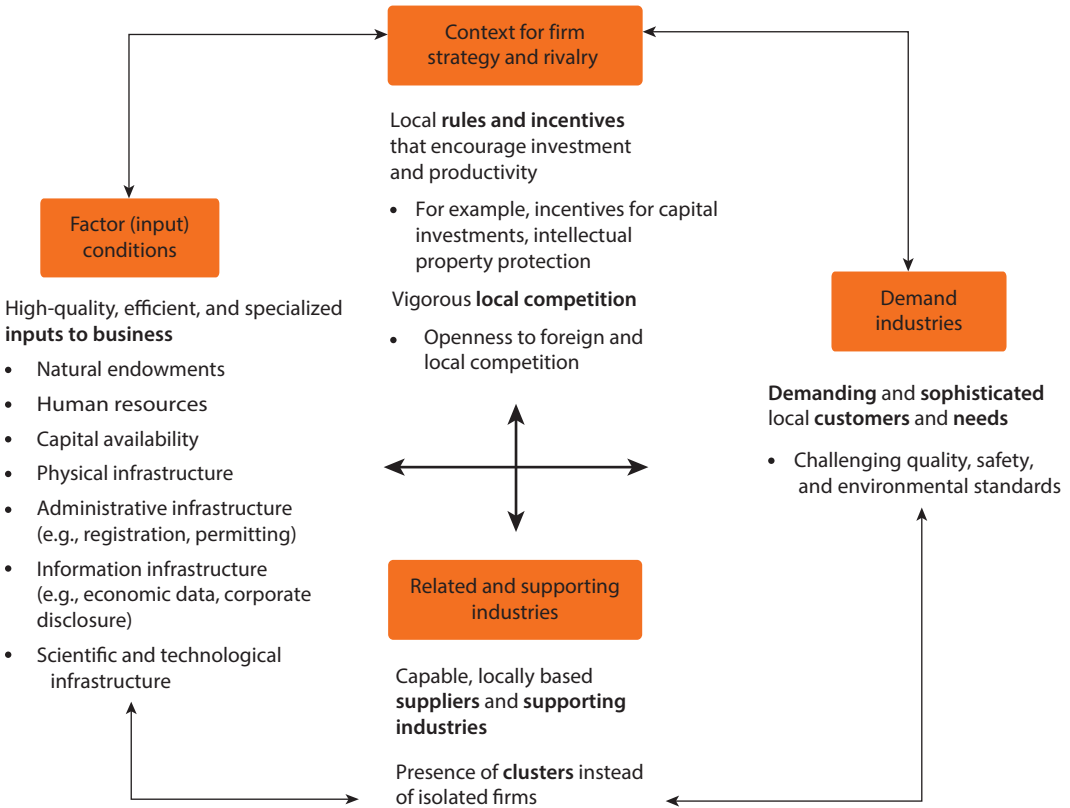 Context for firm
strategy and rivalry
Local rules and incentives
that encourage investment
and productivity
• For example, incentives for capital
investments, intellectual
property protection
Vigorous local competition
• Openness to foreign and
local competition
Factor (input)
conditions
High-quality, efficient, and specialized
inputs to business
• Natural endowments
• Human resources
• Capital availability
• Physical infrastructure
• Administrative infrastructure
(e.g., registration, permitting)
• Information infrastructure
(e.g., economic data, corporate
disclosure)
• Scientific and technological
infrastructure
Demand
industries
Demanding and sophisticated
local customers and needs
• Challenging quality, safety,
and environmental standards
Related and supporting
industries
Capable, locally based
suppliers and supporting
industries
Presence of clusters instead
of isolated firms